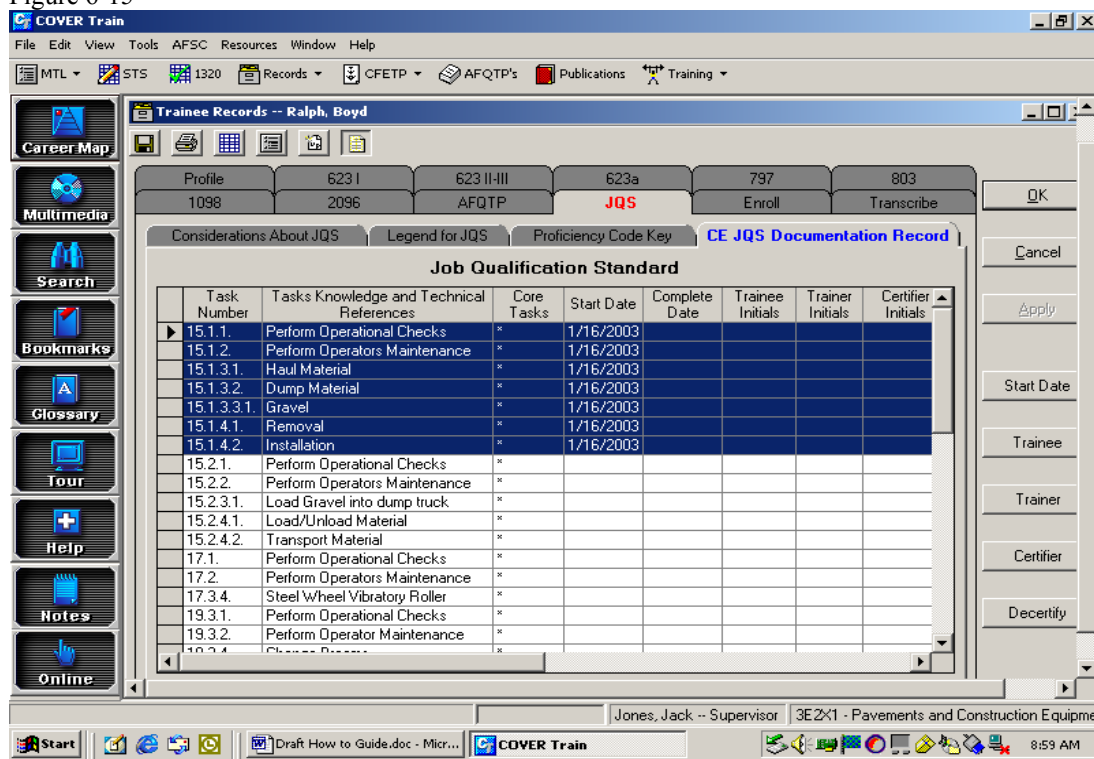 Figure 6-15
COVER Train
File Edit View Tools AFSC Resources Window Help
MTL STS 1320 Records CFETP AFQTP's Publications Training
Career Map
Multimedia
Search
Bookmarks
Glossary
Tour
Help
Notes
Online
Trainee Records -- Ralph, Boyd
Profile 623 I 623 II-III 623a 797 803
1098 2096 AFQTP JQS Enroll Transcribe
Considerations About JQS Legend for JQS Proficiency Code Key CE JQS Documentation Record
Job Qualification Standard
Task Number Tasks Knowledge and Technical References Core Tasks Start Date Complete Date Trainee Initials Trainer Initials Certifier Initials
15.1.1. Perform Operational Checks * 1/16/2003
15.1.2. Perform Operators Maintenance * 1/16/2003
15.1.3.1. Haul Material * 1/16/2003
15.1.3.2. Dump Material * 1/16/2003
15.1.3.3.1. Gravel * 1/16/2003
15.1.4.1. Removal * 1/16/2003
15.1.4.2. Installation * 1/16/2003
15.2.1. Perform Operational Checks *
15.2.2. Perform Operators Maintenance *
15.2.3.1. Load Gravel into dump truck *
15.2.4.1. Load/Unload Material *
15.2.4.2. Transport Material *
17.1. Perform Operational Checks *
17.2. Perform Operators Maintenance *
17.3.4. Steel Wheel Vibratory Roller *
19.3.1. Perform Operational Checks *
19.3.2. Perform Operator Maintenance *
OK
Cancel
Apply
Start Date
Trainee
Trainer
Certifier
Decertify
Jones, Jack -- Supervisor 3E2X1 - Pavements and Construction Equipme
Start Draft How to Guide.doc - Micr... COVER Train 8:59 AM